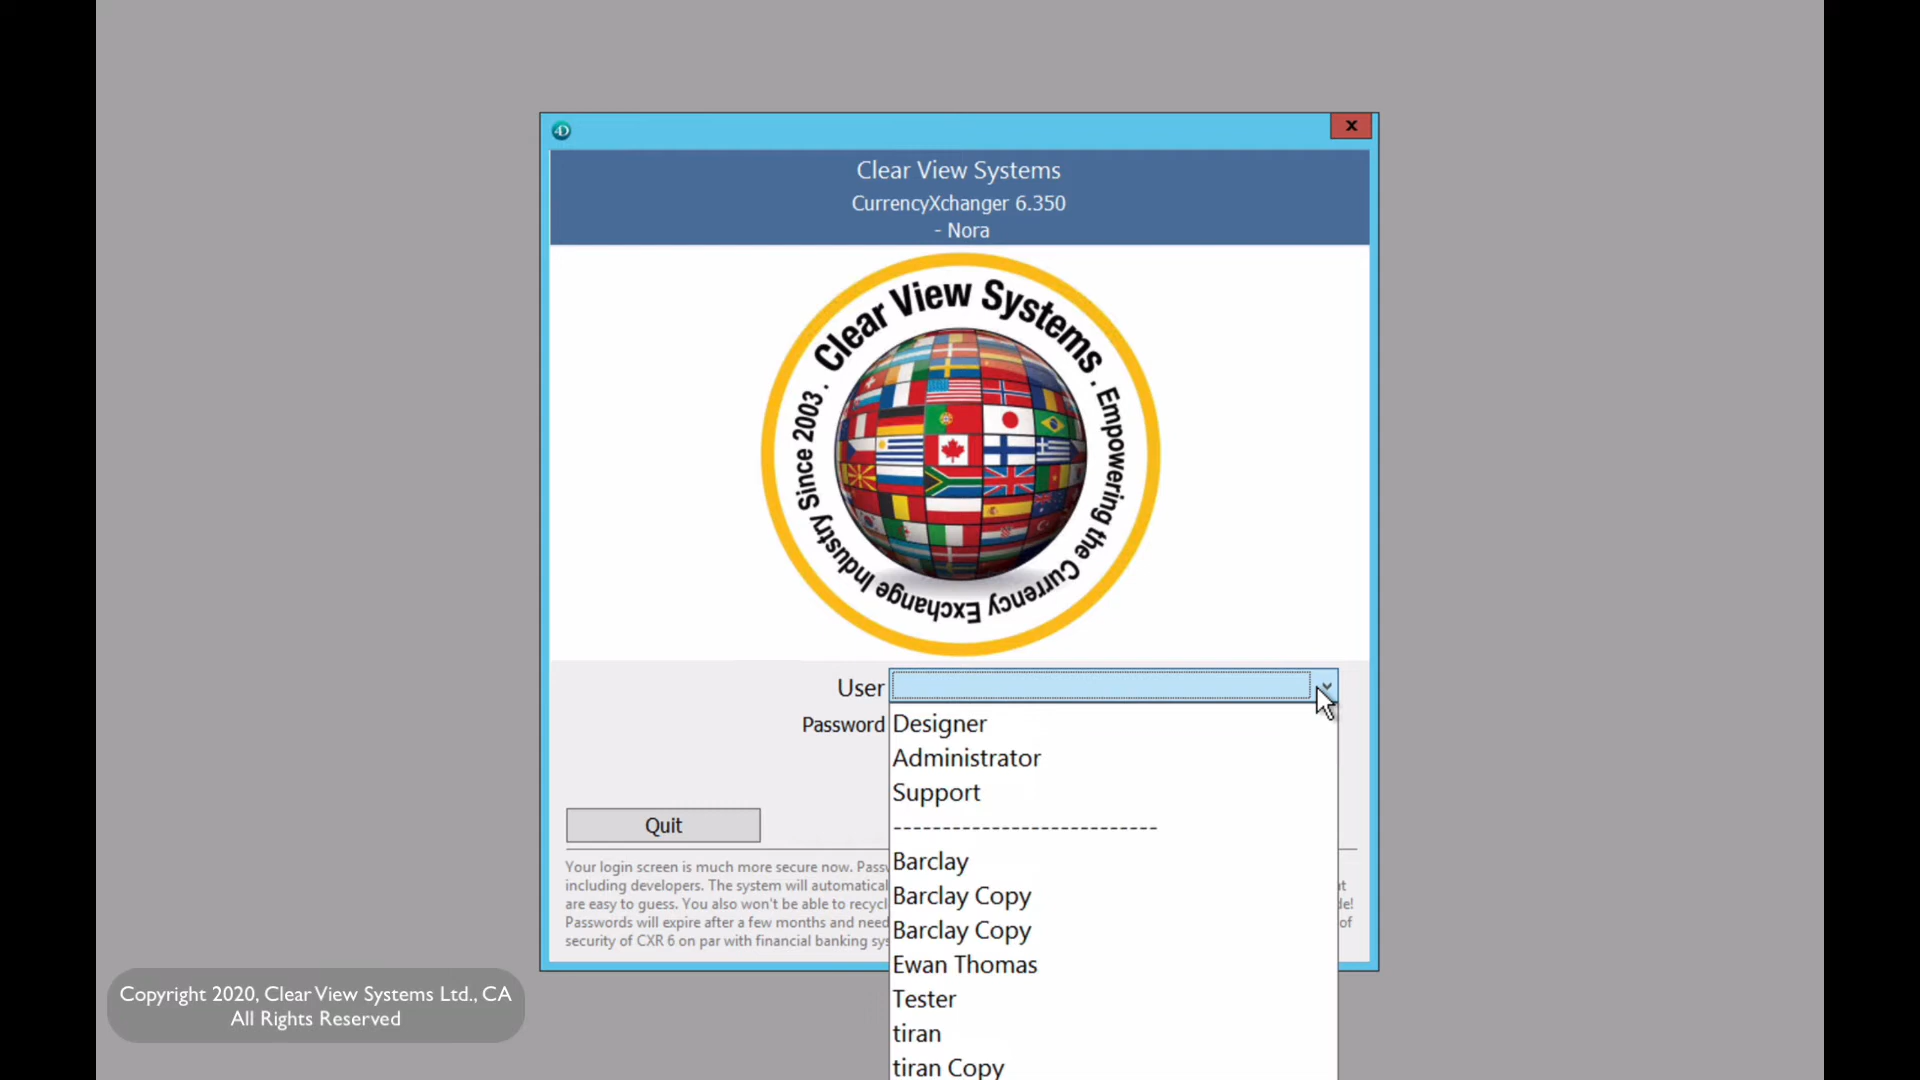 4D
x
Clear View Systems
CurrencyXchanger 6.350
- Nora
Clear View Systems . Empowering the Currency Exchange Industry Since 2003 .
User
Password
Designer
Administrator
Support
---------------------------
Barclay
Barclay Copy
Barclay Copy
Ewan Thomas
Tester
tiran
tiran Copy
Quit
Your login screen is much more secure now.
including developers. The system will
are easy to guess. You also won't be able to
Passwords will expire after a few months and need of
security of CXR 6 on par with financial banking
Copyright 2020, Clear View Systems Ltd., CA
All Rights Reserved